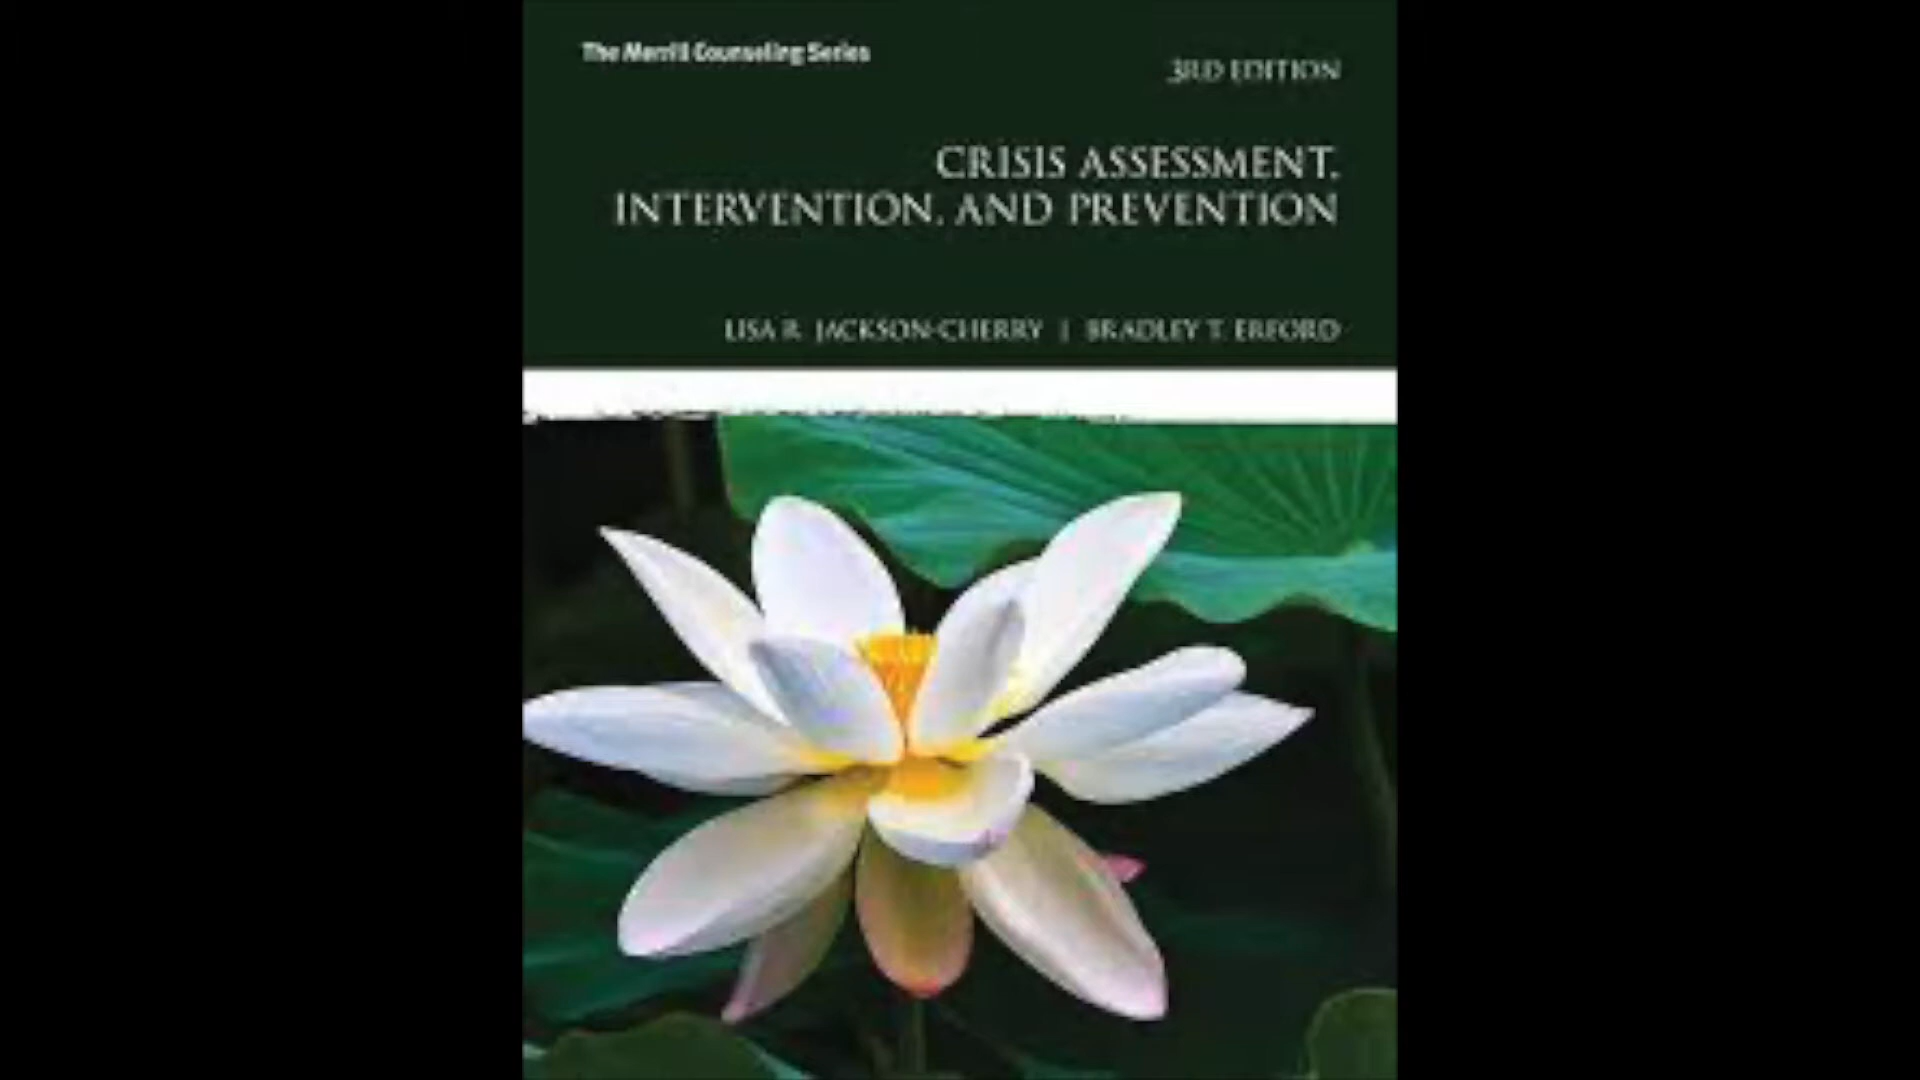 The Merrill Counseling Series
3RD EDITION
CRISIS ASSESSMENT,
INTERVENTION, AND PREVENTION
LISA R. JACKSON-CHERRY | BRADLEY T. ERFORD